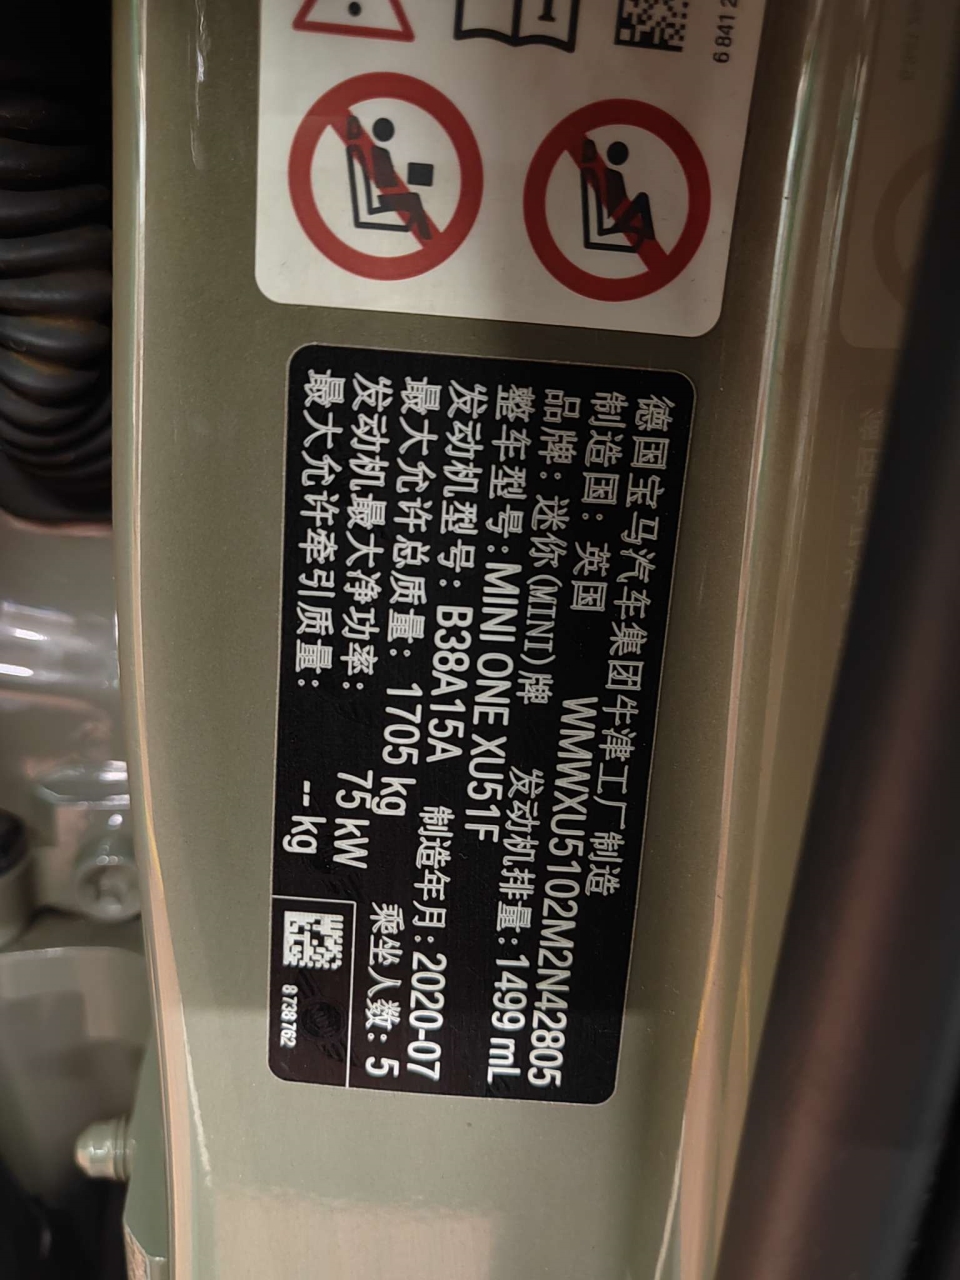 6 841 2
德国宝马汽车集团牛津工厂制造
制造国: 英国 WMWXU5102M2N42805
品牌: 迷你(MINI)牌 发动机排量: 1499 mL
整车型号: MINI ONE XU51F
发动机型号: B38A15A 制造年月: 2020-07
最大允许总质量: 1705 kg 乘坐人数: 5
发动机最大净功率: 75 kW
最大允许牵引质量: -- kg
8 738 762